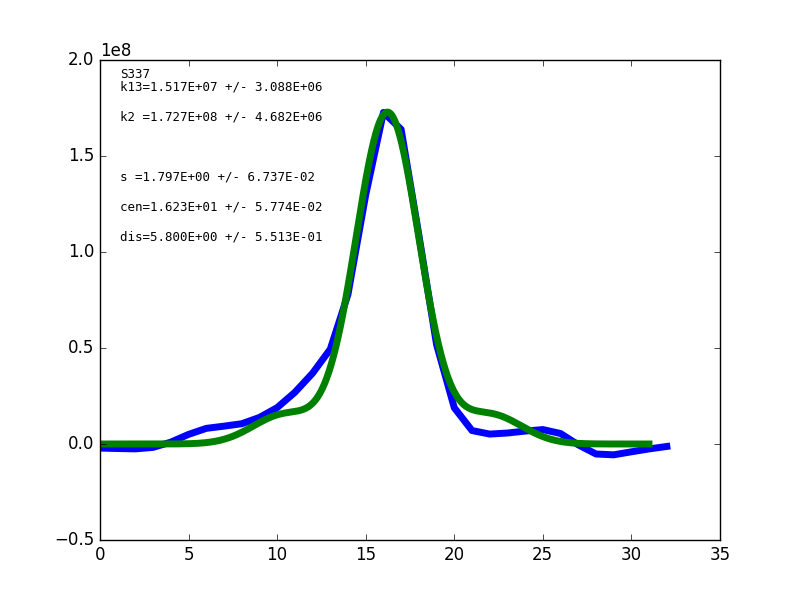 1e8
2.0
1.5
1.0
0.5
0.0
−0.5
S337
k13=1.517E+07 +/- 3.088E+06
k2 =1.727E+08 +/- 4.682E+06
s =1.797E+00 +/- 6.737E-02
cen=1.623E+01 +/- 5.774E-02
dis=5.800E+00 +/- 5.513E-01
0 5 10 15 20 25 30 35